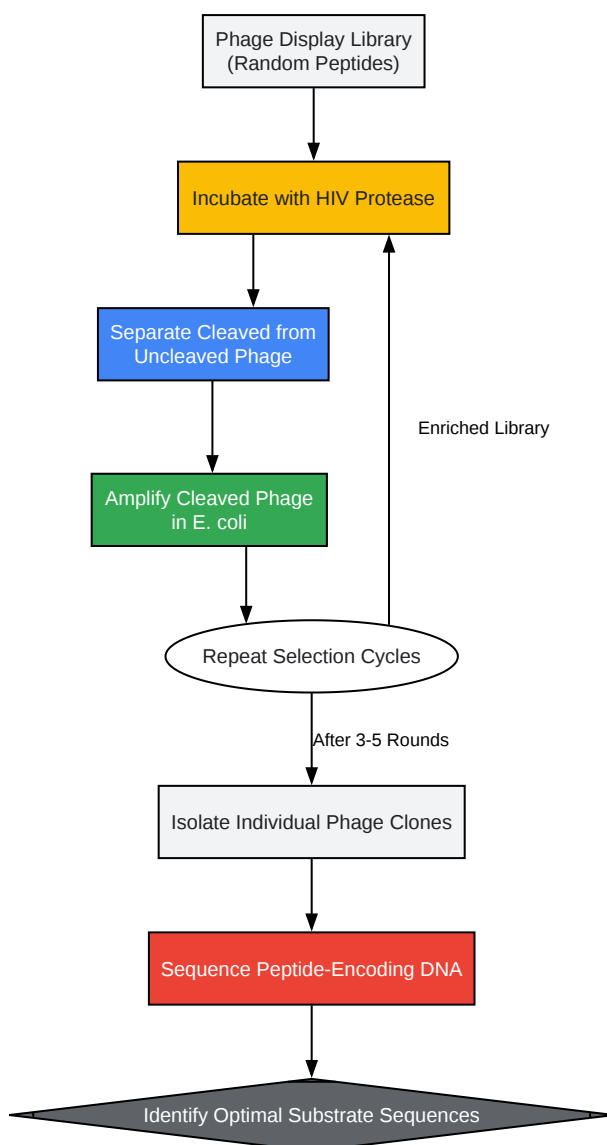 Phage Display Library
(Random Peptides)
Incubate with HIV Protease
Separate Cleaved from
Uncleaved Phage
Enriched Library
Amplify Cleaved Phage
in E. coli
Repeat Selection Cycles
After 3-5 Rounds
Isolate Individual Phage Clones
Sequence Peptide-Encoding DNA
Identify Optimal Substrate Sequences